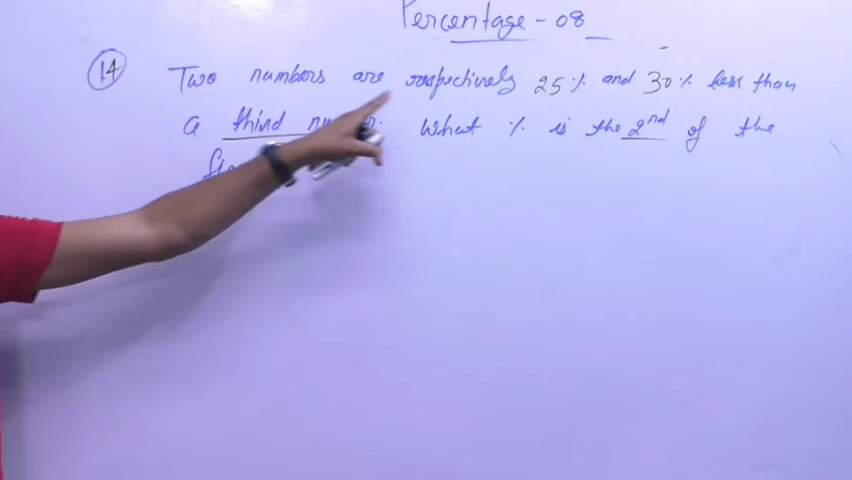 Percentage - 08
14 Two numbers are respectively 25% and 30% less than
a third What % is the 2nd of the